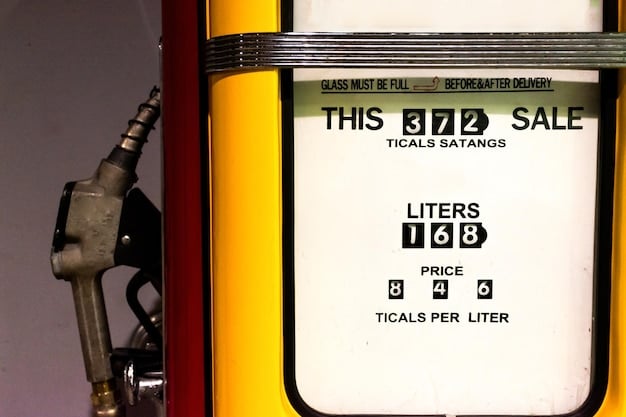 GLASS MUST BE FULL BEFORE&AFTER DELIVERY
THIS 372 SALE
TICALS SATANGS
LITERS
168
PRICE
8 4 6
TICALS PER LITER